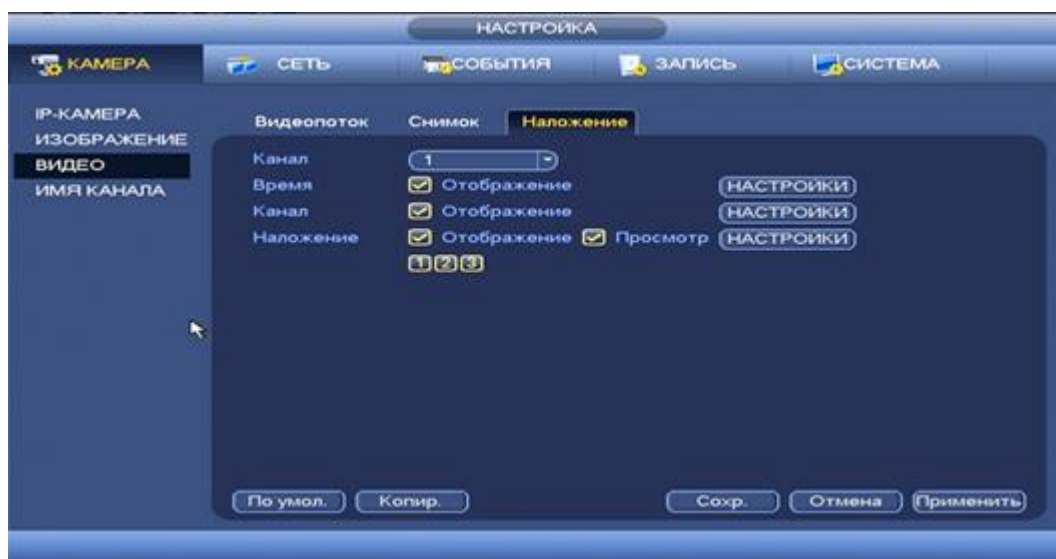 НАСТРОЙКА
КАМЕРА СЕТЬ СОБЫТИЯ ЗАПИСЬ СИСТЕМА
IP-КАМЕРА
ИЗОБРАЖЕНИЕ
ВИДЕО
ИМЯ КАНАЛА
Видеопоток Снимок Наложение
Канал 1
Время Отображение НАСТРОЙКИ
Канал Отображение НАСТРОЙКИ
Наложение Отображение Просмотр НАСТРОЙКИ
1 2 3
По умол. Копир. Сохр. Отмена Применить